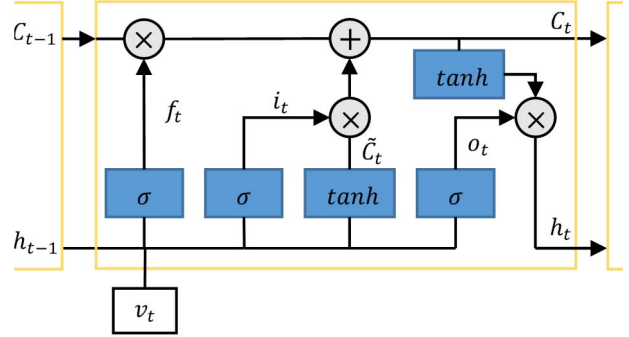 C_{t-1}
×
+
C_t
tanh
f_t
i_t
×
C̃_t
o_t
×
σ
σ
tanh
σ
h_{t-1}
h_t
v_t